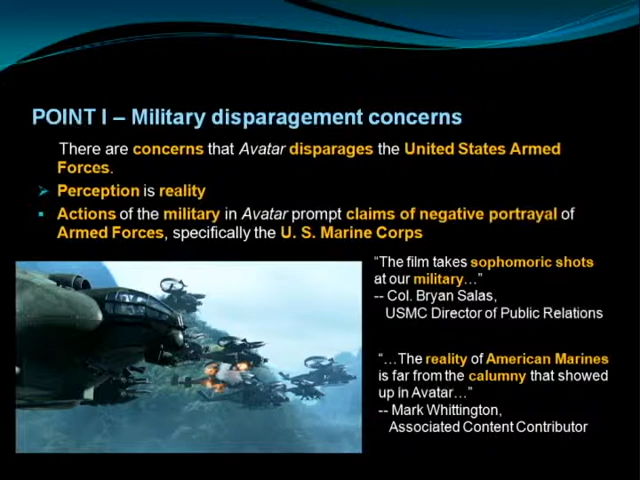 POINT I – Military disparagement concerns
There are concerns that Avatar disparages the United States Armed
Forces.
Perception is reality
Actions of the military in Avatar prompt claims of negative portrayal of
Armed Forces, specifically the U. S. Marine Corps
“The film takes sophomoric shots
at our military…”
-- Col. Bryan Salas,
USMC Director of Public Relations
“…The reality of American Marines
is far from the calumny that showed
up in Avatar…”
-- Mark Whittington,
Associated Content Contributor